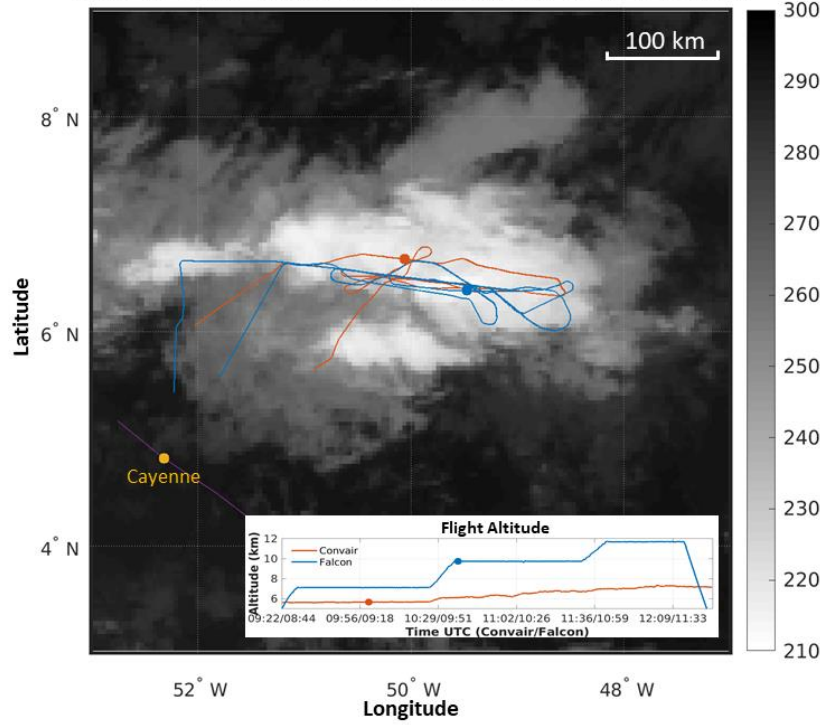 100 km
300
290
280
270
260
250
240
230
220
210
8° N
6° N
4° N
Latitude
Cayenne
Flight Altitude
12
10
8
6
Altitude (km)
Convair
Falcon
09:22/08:44 09:56/09:18 10:29/09:51 11:02/10:26 11:36/10:59 12:09/11:33
Time UTC (Convair/Falcon)
52° W 50° W 48° W
Longitude